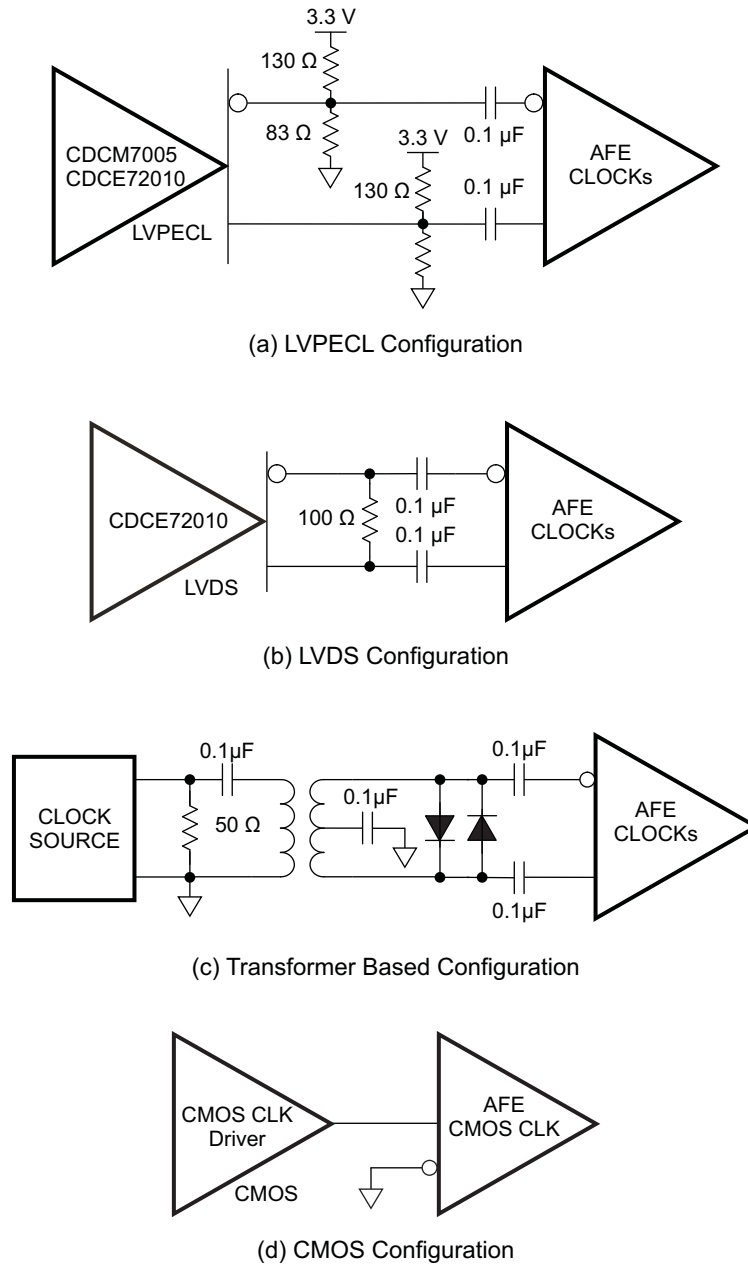 3.3 V
130 Ω
83 Ω
3.3 V
130 Ω
0.1 µF
0.1 µF
CDCM7005
CDCE72010
LVPECL
AFE
CLOCKs
(a) LVPECL Configuration
CDCE72010
LVDS
100 Ω
0.1 µF
0.1 µF
AFE
CLOCKs
(b) LVDS Configuration
CLOCK
SOURCE
0.1µF
50 Ω
0.1µF
0.1µF
0.1µF
AFE
CLOCKs
(c) Transformer Based Configuration
CMOS CLK
Driver
CMOS
AFE
CMOS CLK
(d) CMOS Configuration